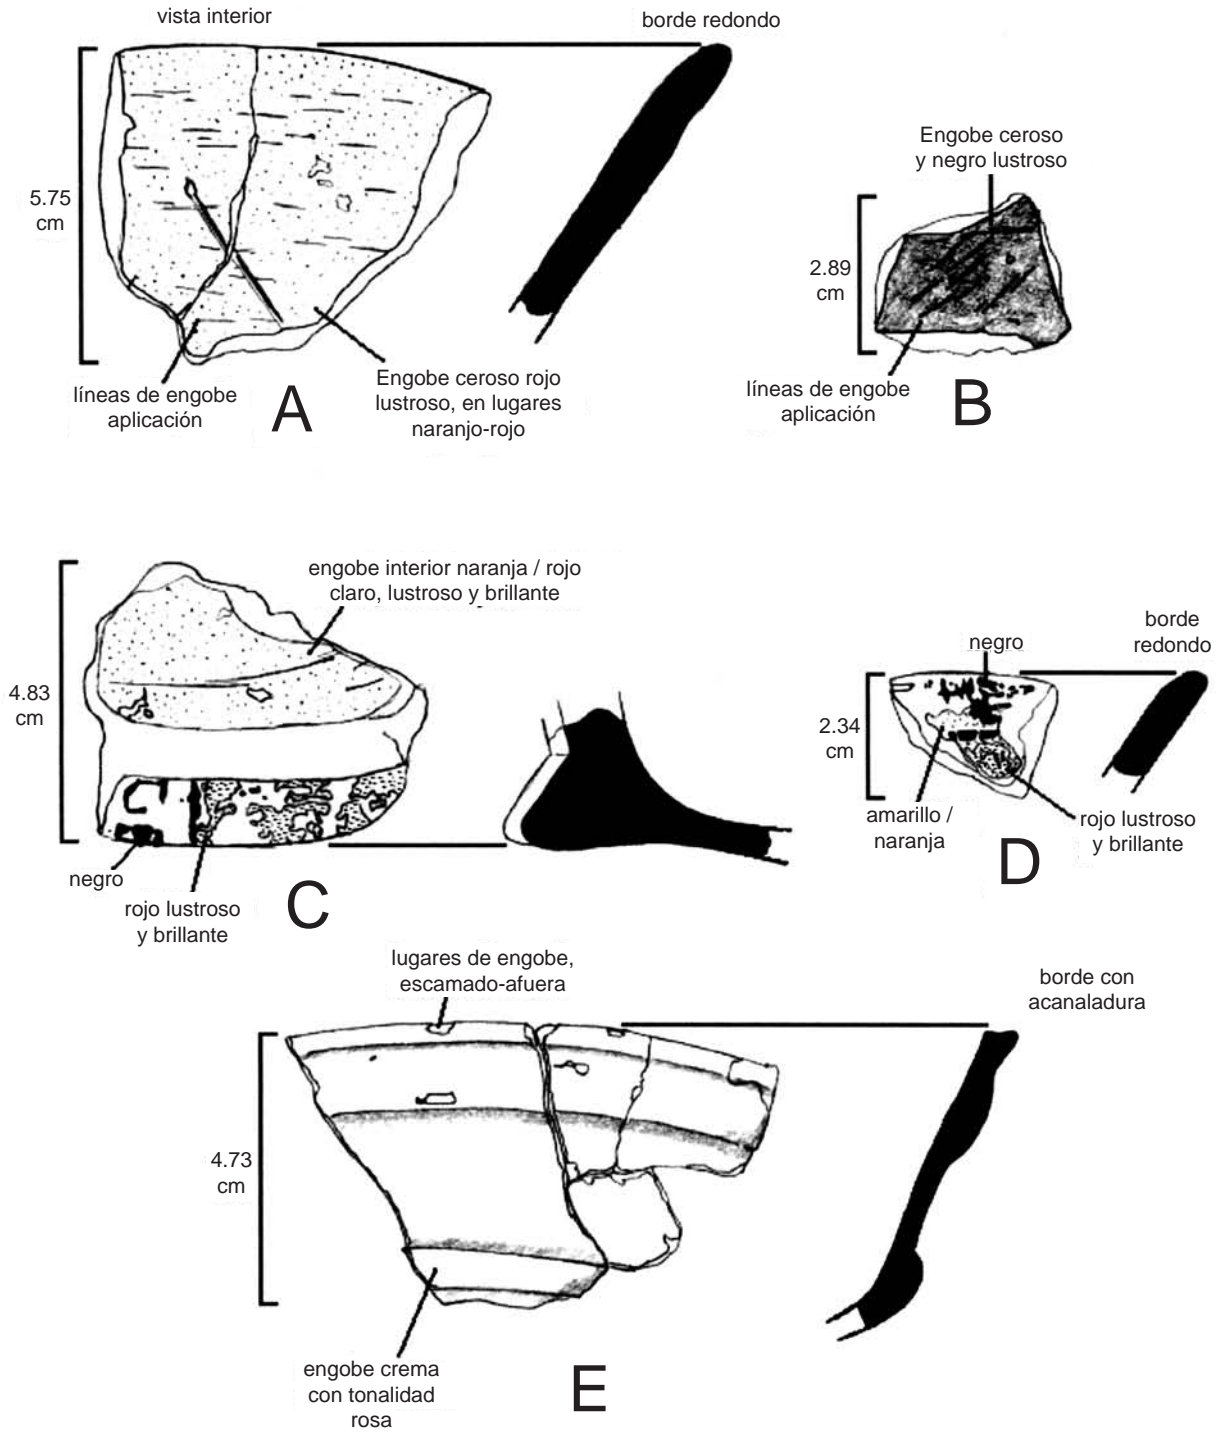 vista interior
borde redondo
5.75
cm
líneas de engobe
aplicación
A
Engobe ceroso rojo
lustroso, en lugares
naranjo-rojo
Engobe ceroso
y negro lustroso
2.89
cm
líneas de engobe
aplicación
B
engobe interior naranja / rojo
claro, lustroso y brillante
4.83
cm
negro
rojo lustroso
y brillante
C
negro
borde
redondo
2.34
cm
amarillo /
naranja
rojo lustroso
y brillante
D
lugares de engobe,
escamado-afuera
borde con
acanaladura
4.73
cm
engobe crema
con tonalidad
rosa
E